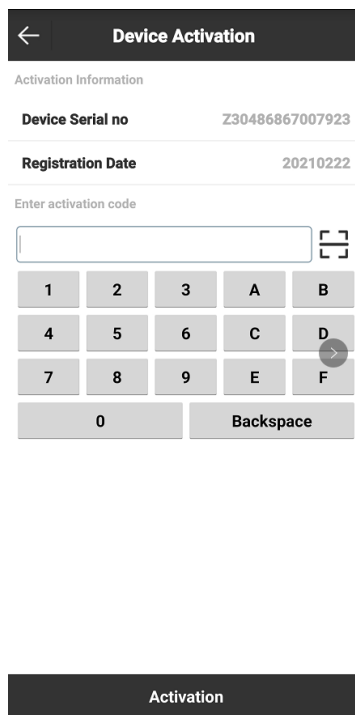 Device Activation
Activation Information
Device Serial no Z30486867007923
Registration Date 20210222
Enter activation code
1 2 3 A B
4 5 6 C D
7 8 9 E F
0 Backspace
Activation